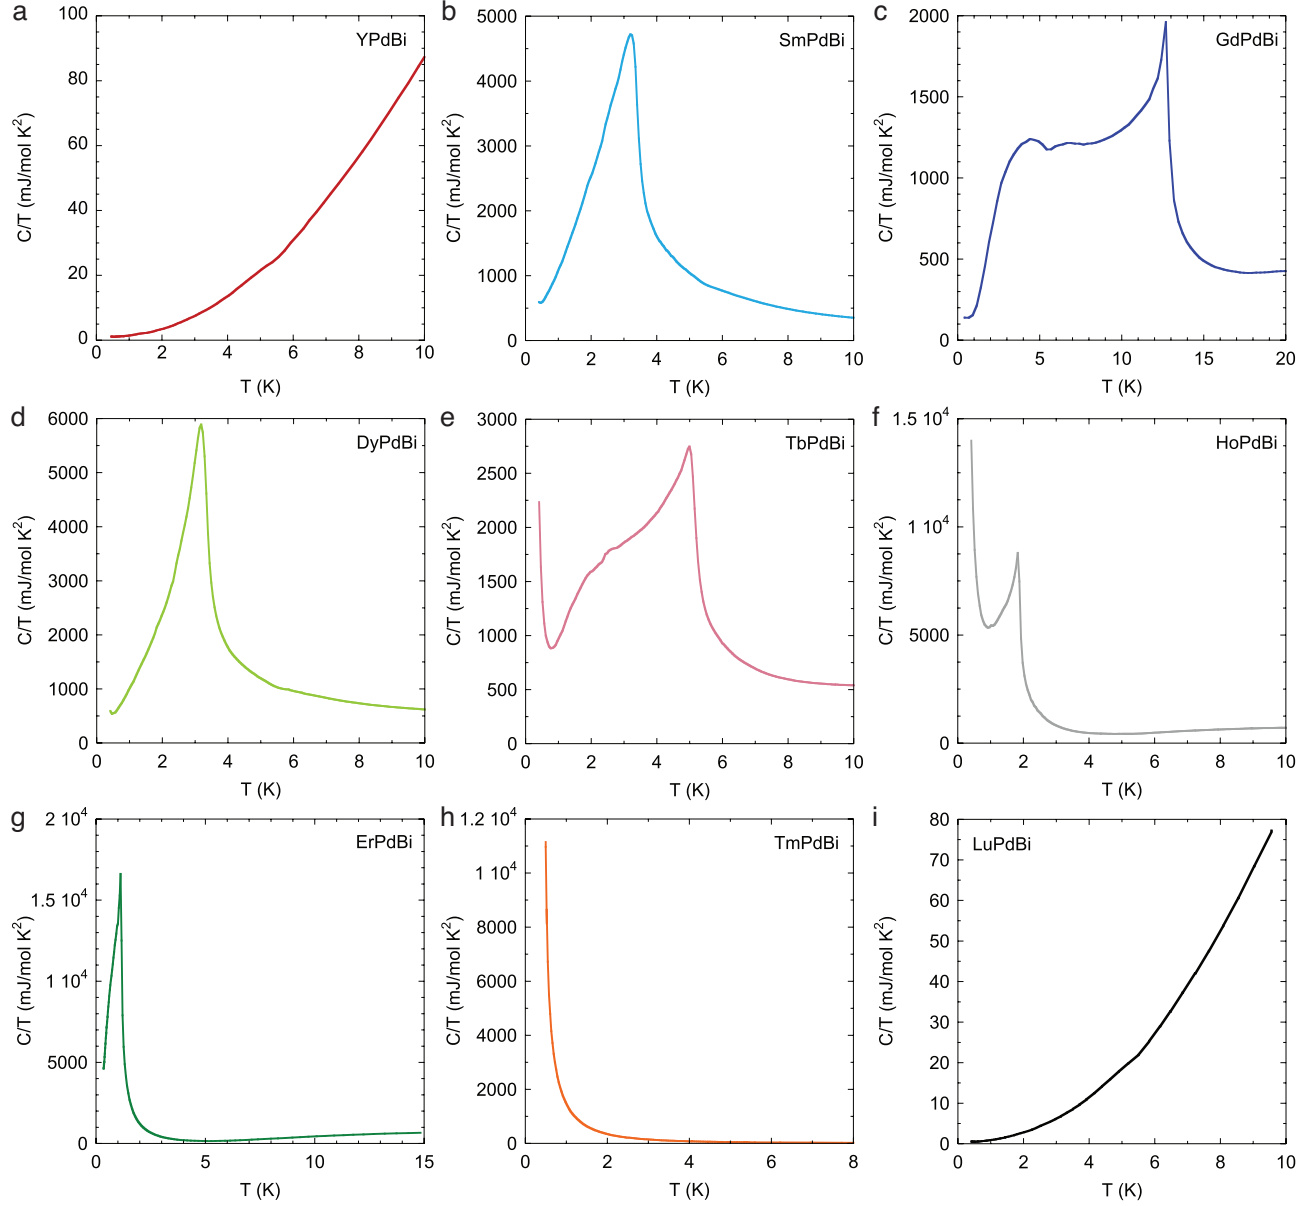 a
YPdBi
C/T (mJ/mol K²)
100
80
60
40
20
0
0 2 4 6 8 10
T (K)
b
SmPdBi
C/T (mJ/mol K²)
5000
4000
3000
2000
1000
0
0 2 4 6 8 10
T (K)
c
GdPdBi
C/T (mJ/mol K²)
2000
1500
1000
500
0
0 5 10 15 20
T (K)
d
DyPdBi
C/T (mJ/mol K²)
6000
5000
4000
3000
2000
1000
0
0 2 4 6 8 10
T (K)
e
TbPdBi
C/T (mJ/mol K²)
3000
2500
2000
1500
1000
500
0
0 2 4 6 8 10
T (K)
f
HoPdBi
C/T (mJ/mol K²)
1.5 10⁴
1 10⁴
5000
0
0 2 4 6 8 10
T (K)
g
ErPdBi
C/T (mJ/mol K²)
2 10⁴
1.5 10⁴
1 10⁴
5000
0
0 5 10 15
T (K)
h
TmPdBi
C/T (mJ/mol K²)
1.2 10⁴
1 10⁴
8000
6000
4000
2000
0
0 2 4 6 8
T (K)
i
LuPdBi
C/T (mJ/mol K²)
80
70
60
50
40
30
20
10
0
0 2 4 6 8 10
T (K)